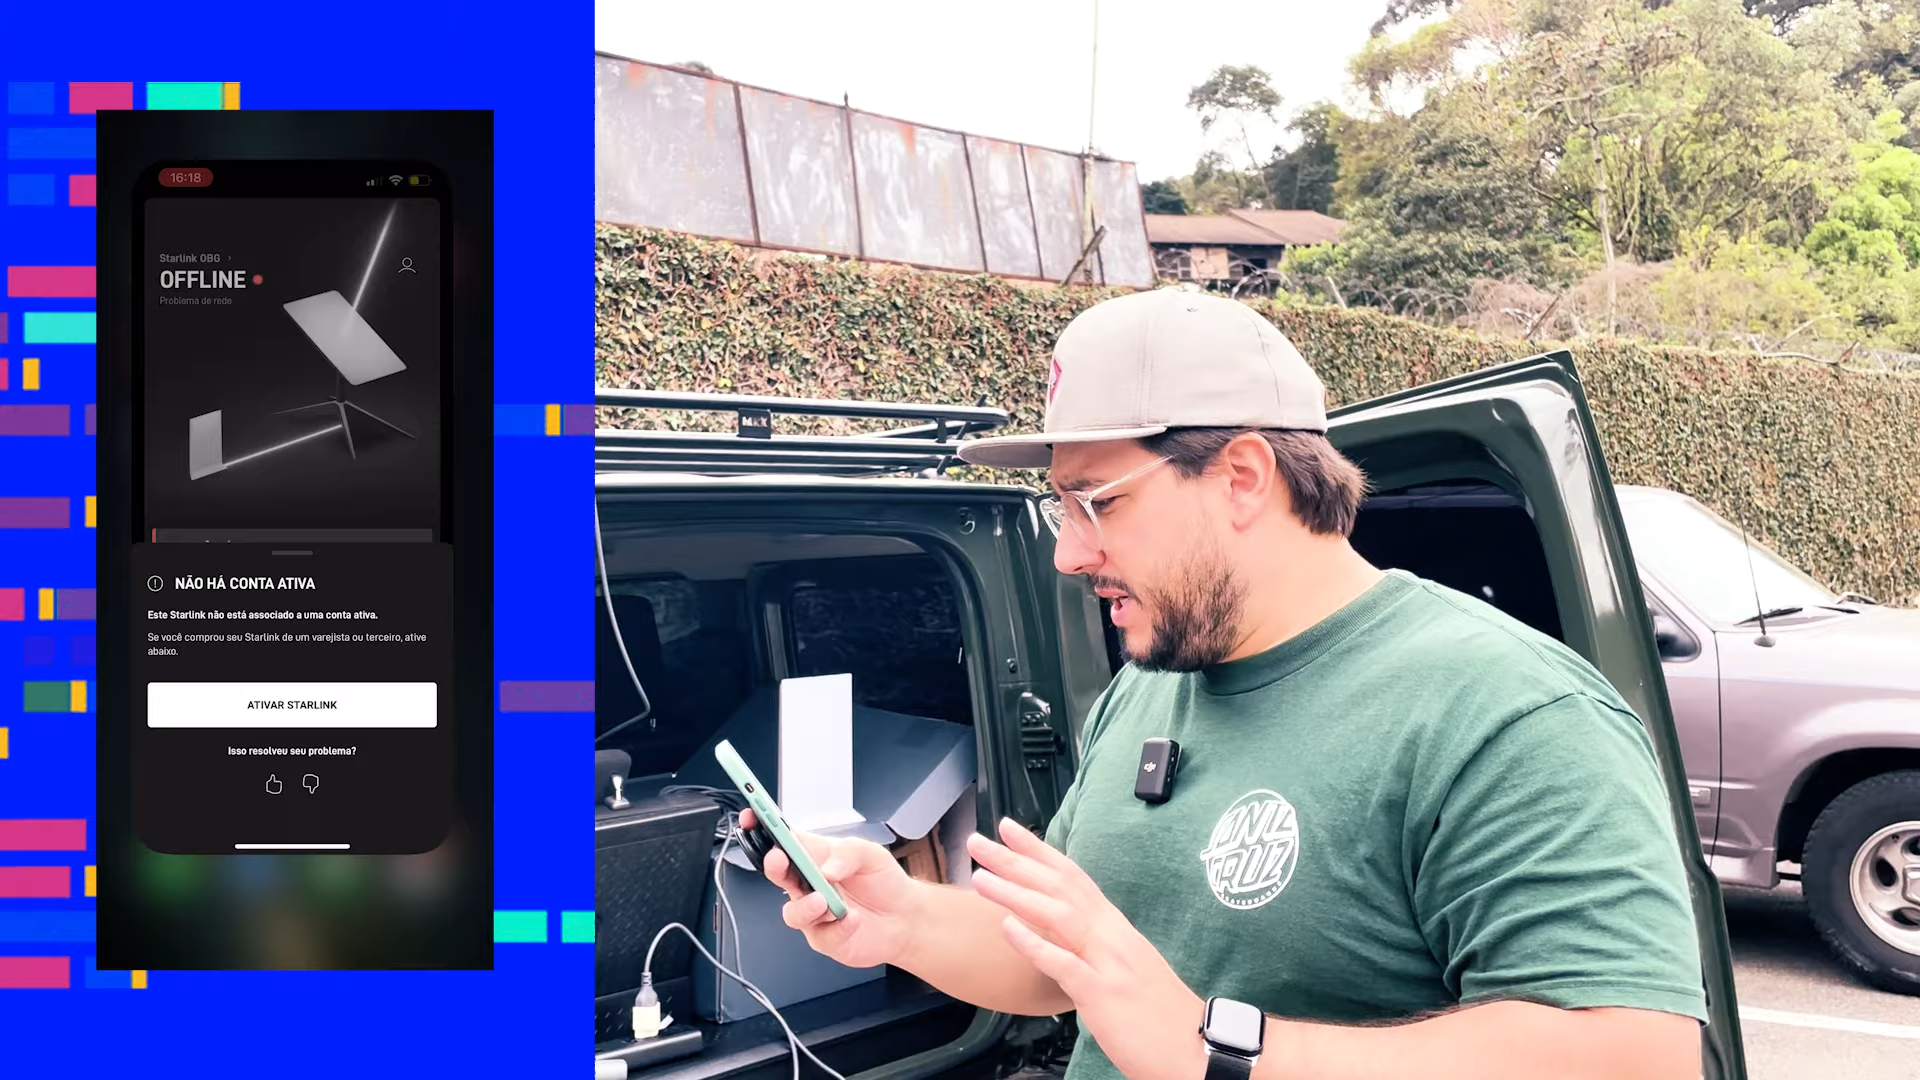 16:18
Starlink OBG ›
OFFLINE
Problema de rede
NÃO HÁ CONTA ATIVA
Este Starlink não está associado a uma conta ativa.
Se você comprou seu Starlink de um varejista ou terceiro, ative
abaixo.
ATIVAR STARLINK
Isso resolveu seu problema?
dji
CRUZ